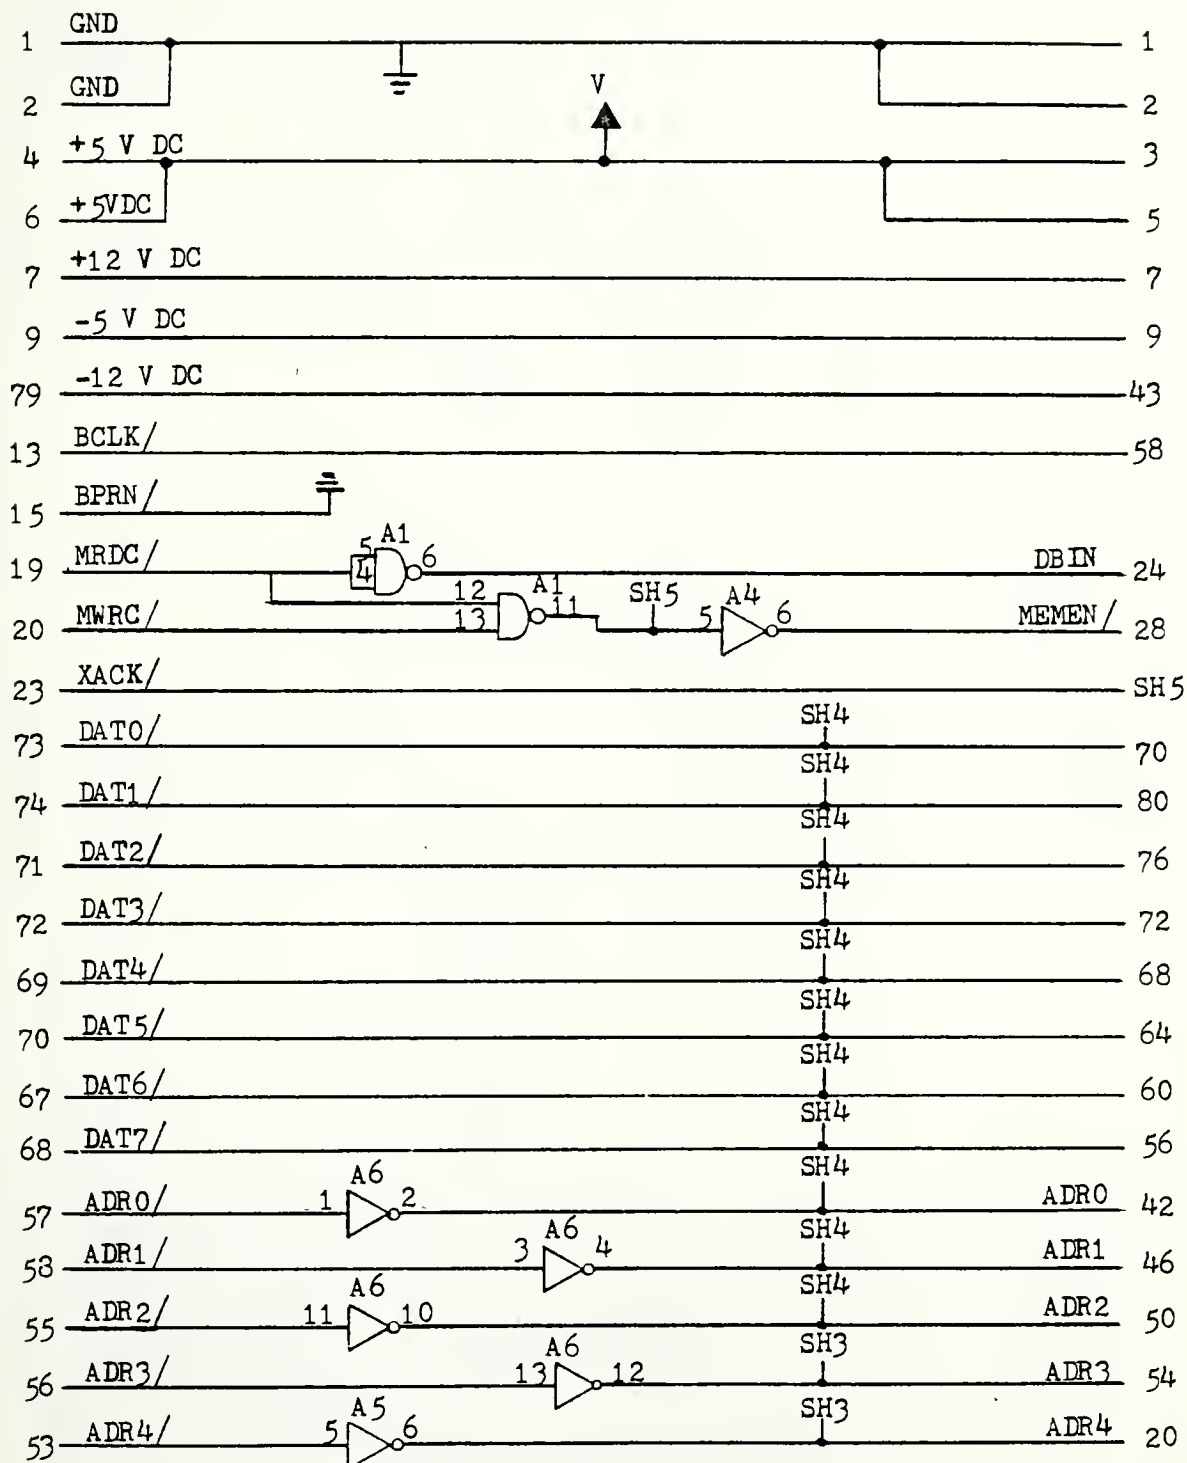 GND
1 1
GND
2 2
V
+5 V DC
4 3
+5VDC
6 5
+12 V DC
7 7
-5 V DC
9 9
-12 V DC
79 43
BCLK/
13 58
BPRN/
15
A1
MRDC/ 5 6 DBIN
19 4 24
12 A1 SH5 A4
MWRC/ 13 11 5 6 MEMEN/
20 28
XACK/
23 SH5
SH4
DAT0/
73 70
SH4
DAT1/
74 80
SH4
DAT2/
71 76
SH4
DAT3/
72 72
SH4
DAT4/
69 68
SH4
DAT5/
70 64
SH4
DAT6/
67 60
SH4
DAT7/
68 56
A6 SH4
ADR0/ 1 2 ADR0
57 42
A6 SH4
ADR1/ 3 4 ADR1
58 46
A6 SH4
ADR2/ 11 10 ADR2
55 50
A6 SH3
ADR3/ 13 12 ADR3
56 54
A5 SH3
ADR4/ 5 6 ADR4
53 20